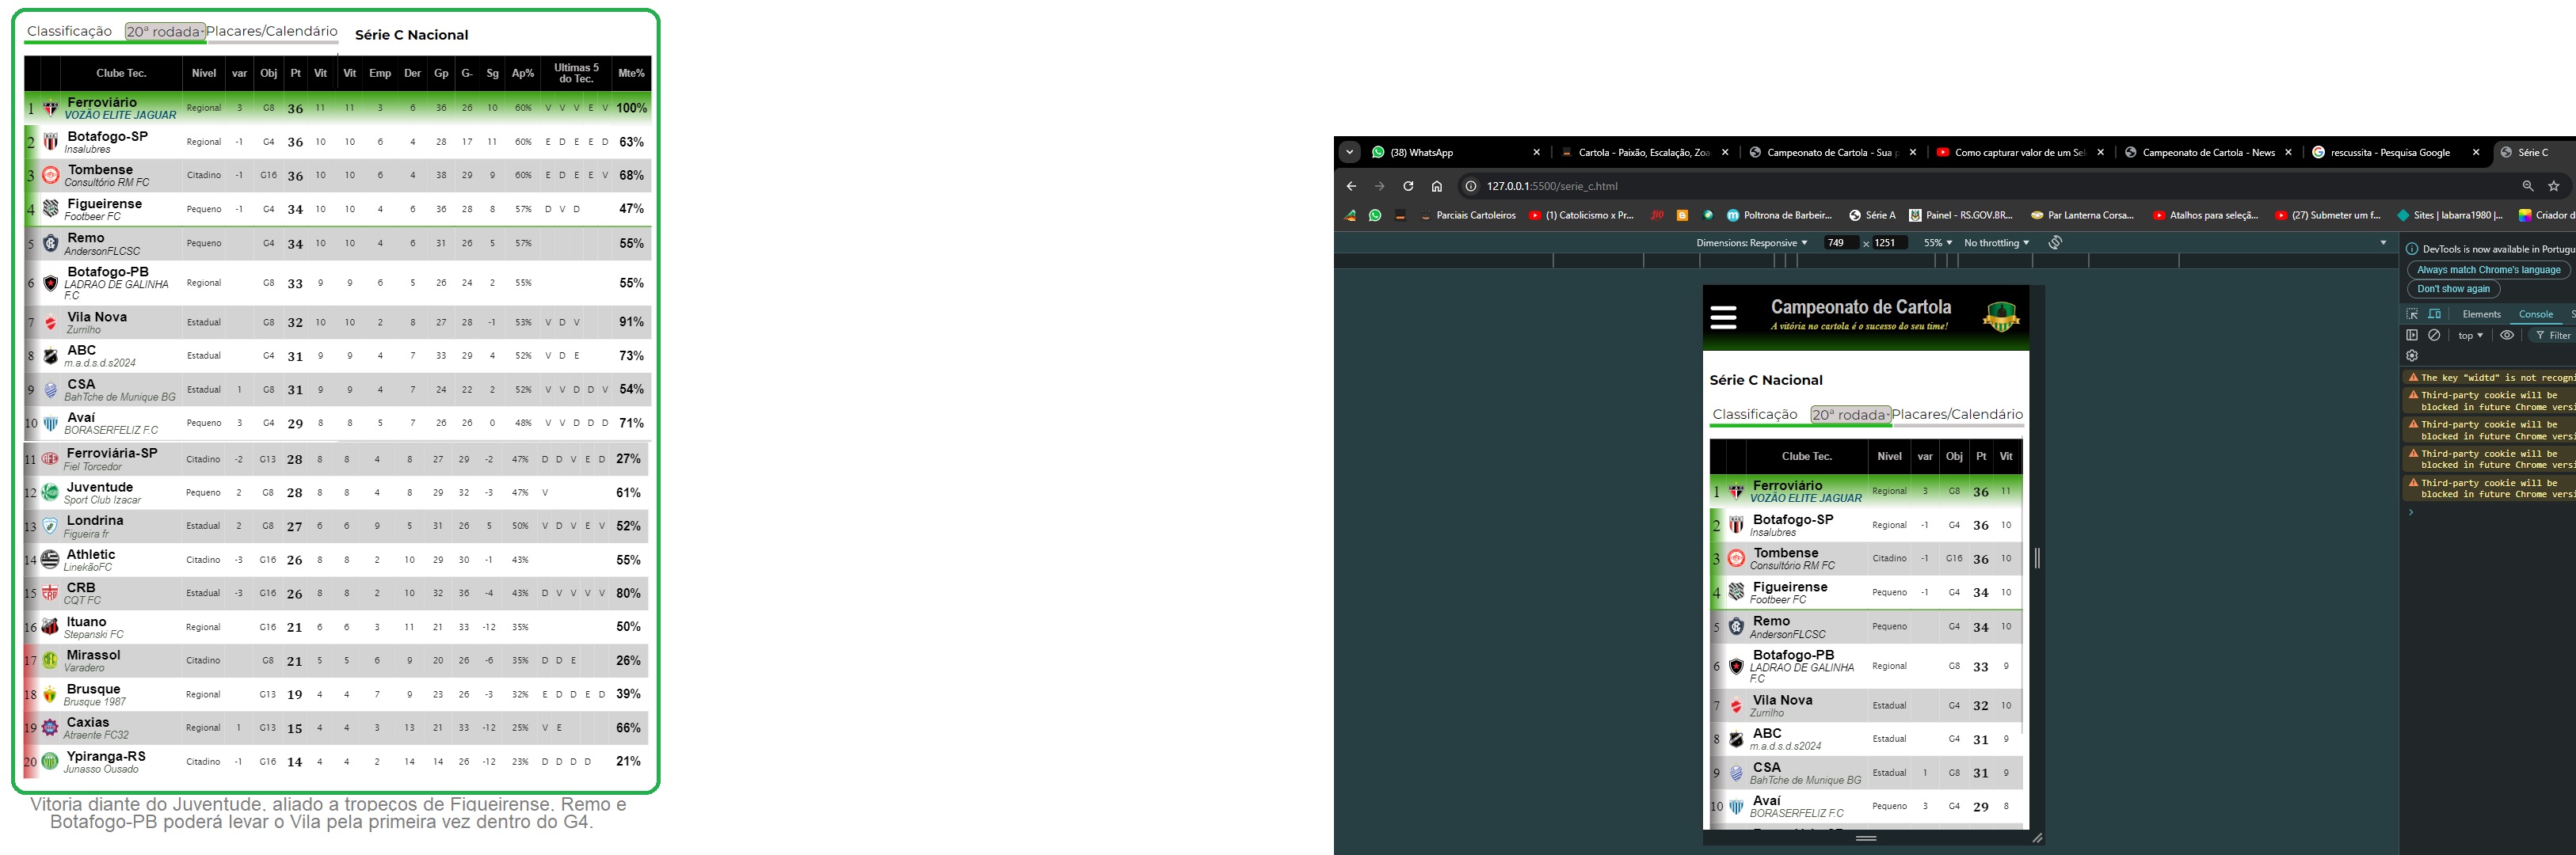 Classificação 20ª rodada Placares/Calendário Série C Nacional
Clube Tec. Nível var Obj Pt Vit Vit Emp Der Gp G- Sg Ap% Ultimas 5 do Tec. Mte%
1 Ferroviário Regional 3 G8 36 11 11 3 6 36 26 10 60% V V V E V 100%
VOZÃO ELITE JAGUAR
2 Botafogo-SP Regional -1 G4 36 10 10 6 4 28 17 11 60% E D E E D 63%
Insalubres
3 Tombense Citadino -1 G16 36 10 10 6 4 38 29 9 60% E D E E V 68%
Consultório RM FC
4 Figueirense Pequeno -1 G4 34 10 10 4 6 36 28 8 57% D V D 47%
Footbeer FC
5 Remo Pequeno G4 34 10 10 4 6 31 26 5 57% 55%
AndersonFLCSC
6 Botafogo-PB Regional G8 33 9 9 6 5 26 24 2 55% 55%
LADRAO DE GALINHA
F.C
7 Vila Nova Estadual G8 32 10 10 2 8 27 28 -1 53% V D V 91%
Zurrilho
8 ABC Estadual G4 31 9 9 4 7 33 29 4 52% V D E 73%
m.a.d.s.d.s2024
9 CSA Estadual 1 G8 31 9 9 4 7 24 22 2 52% V V D D V 54%
BahTche de Munique BG
10 Avaí Pequeno 3 G4 29 8 8 5 7 26 26 0 48% V V D D D 71%
BORASERFELIZ F.C
11 Ferroviária-SP Citadino -2 G13 28 8 8 4 8 27 29 -2 47% D D V E D 27%
Fiel Torcedor
12 Juventude Pequeno 2 G8 28 8 8 4 8 29 32 -3 47% V 61%
Sport Club Izacar
13 Londrina Estadual 2 G8 27 6 6 9 5 31 26 5 50% V D V E V 52%
Figueira fr
14 Athletic Citadino -3 G16 26 8 8 2 10 29 30 -1 43% 55%
LinekãoFC
15 CRB Estadual -3 G16 26 8 8 2 10 32 36 -4 43% D V V V V 80%
CQT FC
16 Ituano Regional G16 21 6 6 3 11 21 33 -12 35% 50%
Stepanski FC
17 Mirassol Citadino G8 21 5 5 6 9 20 26 -6 35% D D E 26%
Varadero
18 Brusque Regional G13 19 4 4 7 9 23 26 -3 32% E D D E D 39%
Brusque 1987
19 Caxias Regional 1 G13 15 4 4 3 13 21 33 -12 25% V E 66%
Atraente FC32
20 Ypiranga-RS Citadino -1 G16 14 4 4 2 14 14 26 -12 23% D D D D 21%
Junasso Ousado
Vitoria diante do Juventude, aliado a tropeços de Figueirense, Remo e
Botafogo-PB poderá levar o Vila pela primeira vez dentro do G4.
(38) WhatsApp Cartola - Paixão, Escalação, Zoa Campeonato de Cartola - Sua p Como capturar valor de um Sel Campeonato de Cartola - News rescussita - Pesquisa Google Série C
127.0.0.1:5500/serie_c.html
Parciais Cartoleiros (1) Catolicismo x Pr... JIO Poltrona de Barbeir... Série A Painel - RS.GOV.BR... Par Lanterna Corsa... Atalhos para seleçã... (27) Submeter um f... Sites | labarra1980 |... Criador d
Dimensions: Responsive 749 × 1251 55% No throttling
DevTools is now available in Portugu
Always match Chrome's language
Don't show again
Elements Console S
top Filter
The key "widtd" is not recogni
Third-party cookie will be
blocked in future Chrome versi
Third-party cookie will be
blocked in future Chrome versi
Third-party cookie will be
blocked in future Chrome versi
Third-party cookie will be
blocked in future Chrome versi
Campeonato de Cartola
A vitória no cartola é o sucesso do seu time!
Série C Nacional
Classificação 20ª rodada Placares/Calendário
Clube Tec. Nível var Obj Pt Vit
1 Ferroviário Regional 3 G8 36 11
VOZÃO ELITE JAGUAR
2 Botafogo-SP Regional -1 G4 36 10
Insalubres
3 Tombense Citadino -1 G16 36 10
Consultório RM FC
4 Figueirense Pequeno -1 G4 34 10
Footbeer FC
5 Remo Pequeno G4 34 10
AndersonFLCSC
6 Botafogo-PB Regional G8 33 9
LADRAO DE GALINHA
F.C
7 Vila Nova Estadual G4 32 10
Zurrilho
8 ABC Estadual G4 31 9
m.a.d.s.d.s2024
9 CSA Estadual 1 G8 31 9
BahTche de Munique BG
10 Avaí Pequeno 3 G4 29 8
BORASERFELIZ F.C